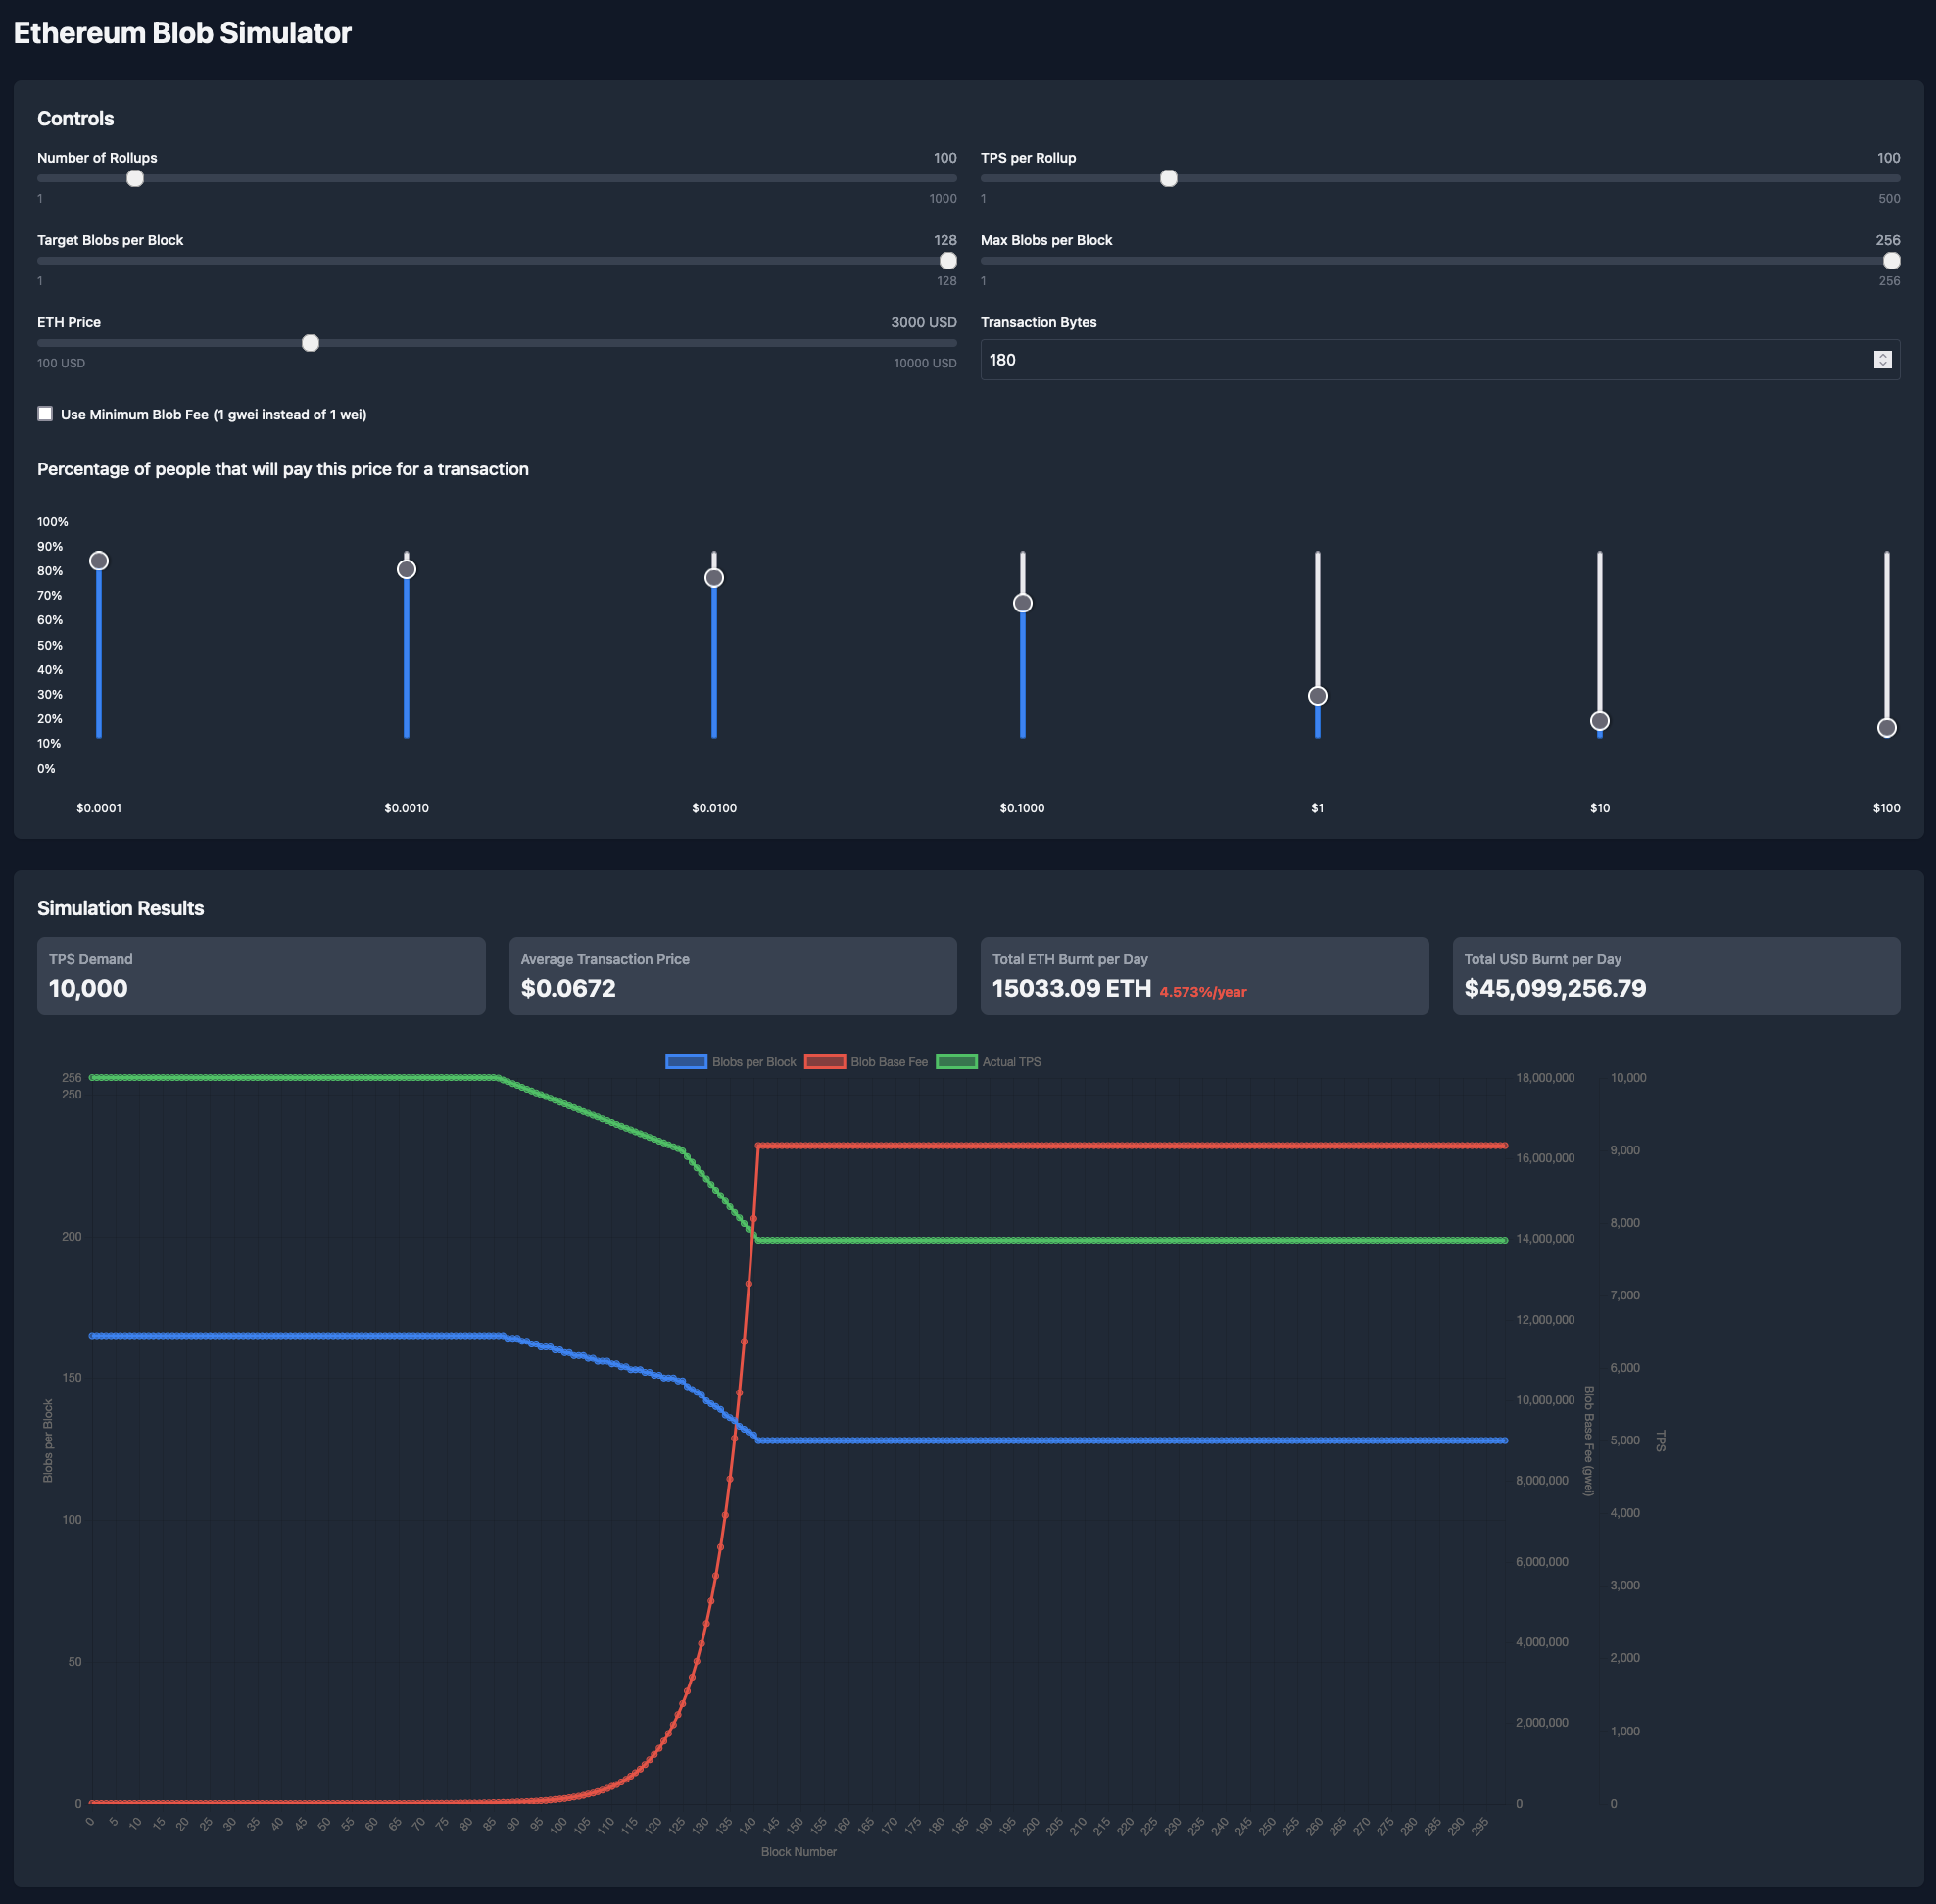 Ethereum Blob Simulator
Controls
Number of Rollups 100
1 1000
TPS per Rollup 100
1 500
Target Blobs per Block 128
1 128
Max Blobs per Block 256
1 256
ETH Price 3000 USD
100 USD 10000 USD
Transaction Bytes
180
Use Minimum Blob Fee (1 gwei instead of 1 wei)
Percentage of people that will pay this price for a transaction
100%
90%
80%
70%
60%
50%
40%
30%
20%
10%
0%
$0.0001 $0.0010 $0.0100 $0.1000 $1 $10 $100
Simulation Results
TPS Demand
10,000
Average Transaction Price
$0.0672
Total ETH Burnt per Day
15033.09 ETH 4.573%/year
Total USD Burnt per Day
$45,099,256.79
Blobs per Block Blob Base Fee Actual TPS
256
250
200
150
100
50
0
Blobs per Block
18,000,000
16,000,000
14,000,000
12,000,000
10,000,000
8,000,000
6,000,000
4,000,000
2,000,000
0
Blob Base Fee (gwei)
10,000
9,000
8,000
7,000
6,000
5,000
4,000
3,000
2,000
1,000
0
TPS
0 5 10 15 20 25 30 35 40 45 50 55 60 65 70 75 80 85 90 95 100 105 110 115 120 125 130 135 140 145 150 155 160 165 170 175 180 185 190 195 200 205 210 215 220 225 230 235 240 245 250 255 260 265 270 275 280 285 290 295
Block Number